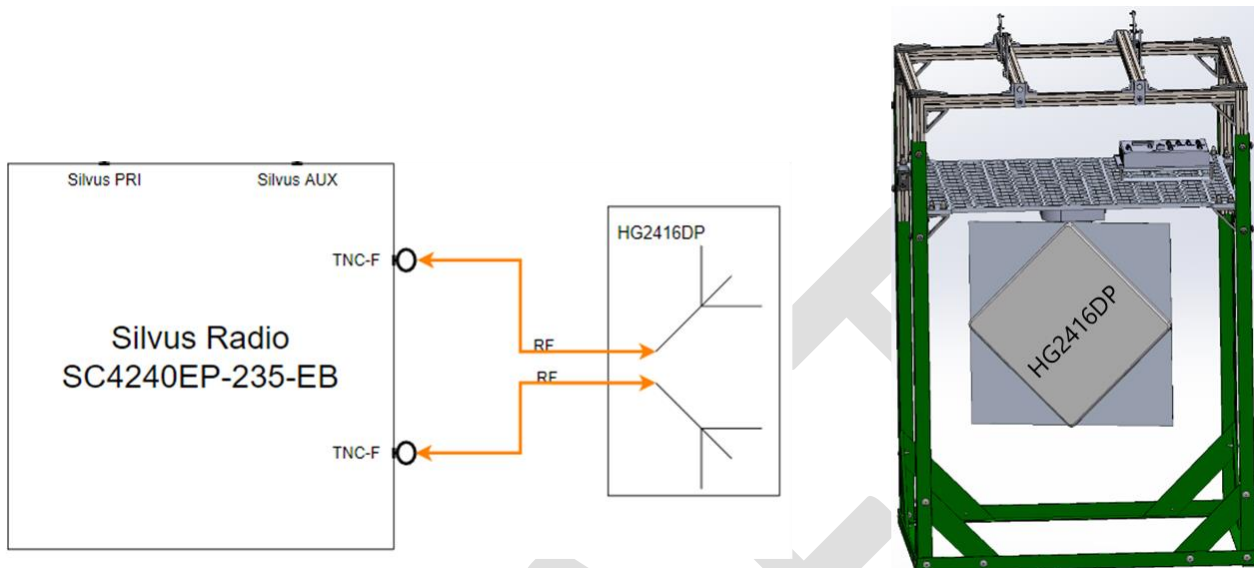 Silvus PRI
Silvus AUX
TNC-F
Silvus Radio
SC4240EP-235-EB
TNC-F
RF
RF
HG2416DP
HG2416DP